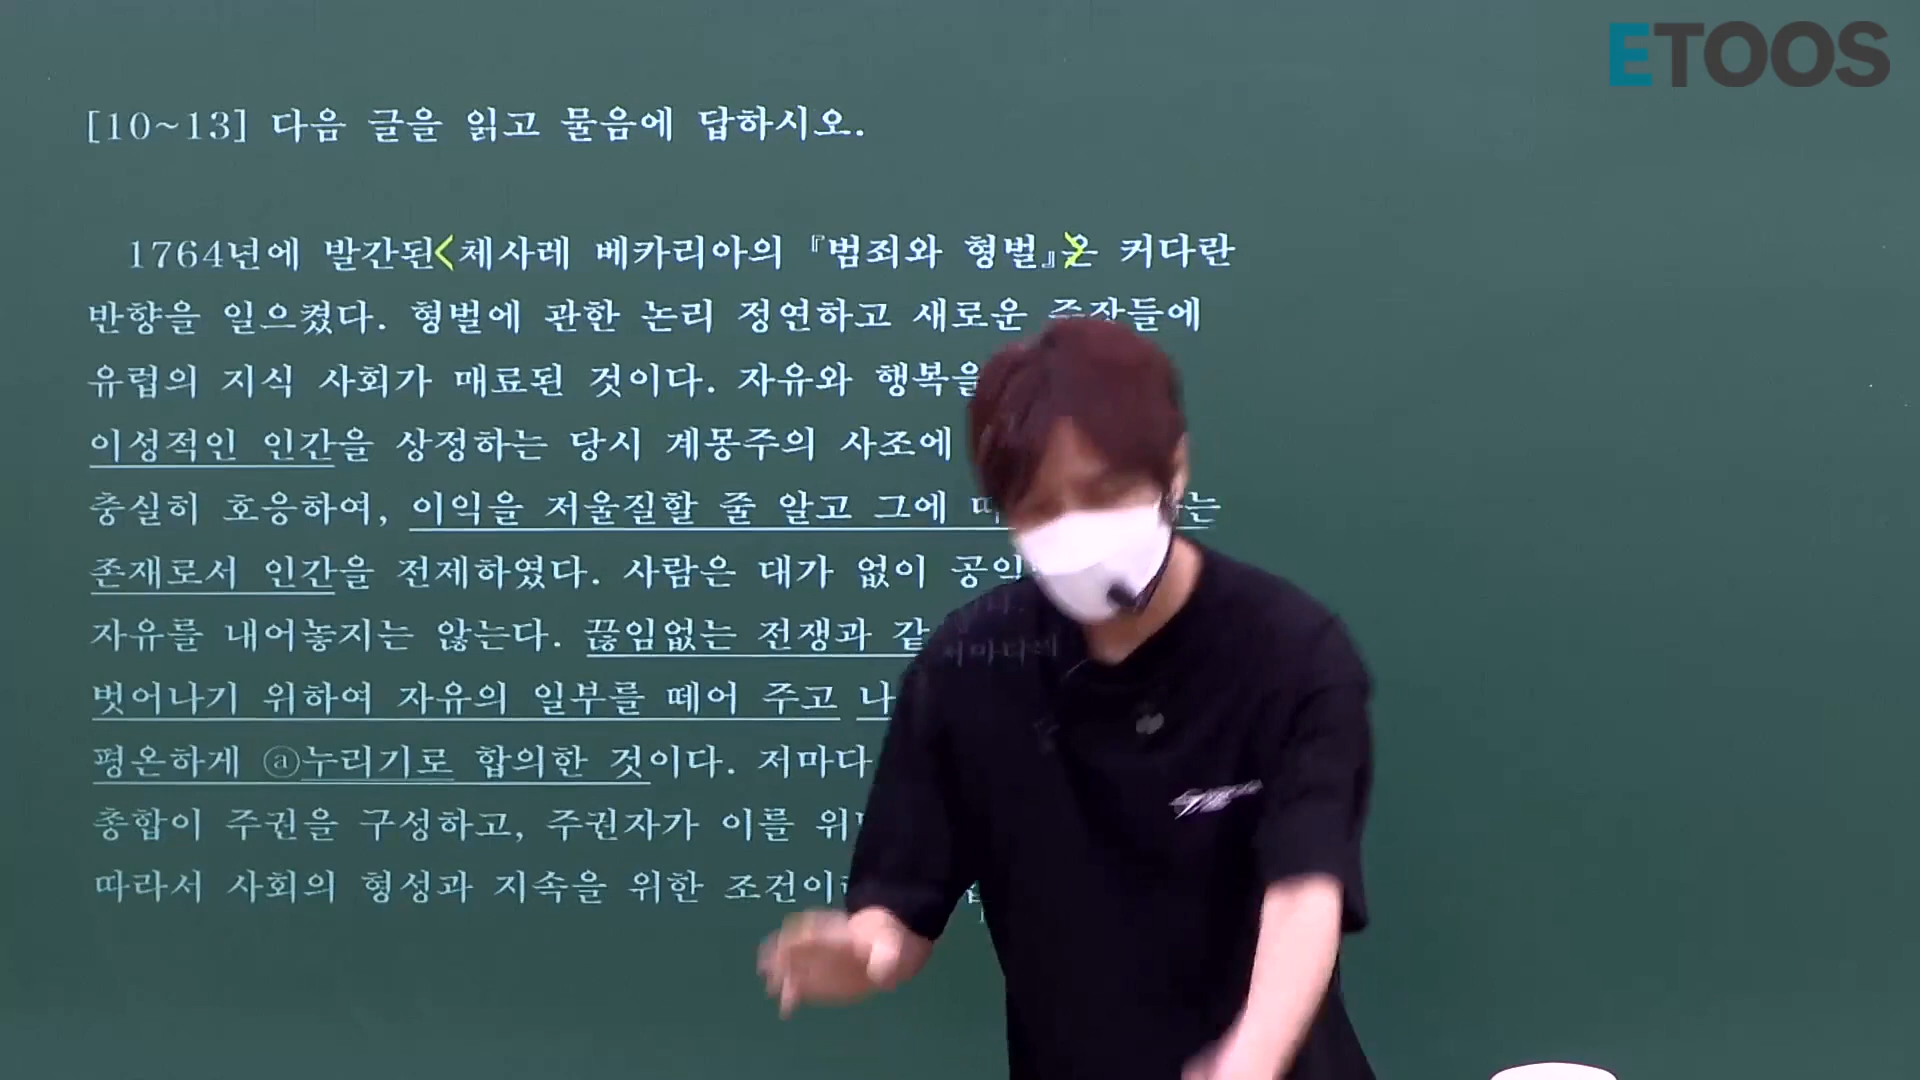 ETOOS
[10~13] 다음 글을 읽고 물음에 답하시오.
1764년에 발간된 <체사레 베카리아의 『범죄와 형벌』>은 커다란
반향을 일으켰다. 형벌에 관한 논리 정연하고 새로운 주장들에
유럽의 지식 사회가 매료된 것이다. 자유와 행복을
이성적인 인간을 상정하는 당시 계몽주의 사조에
충실히 호응하여, 이익을 저울질할 줄 알고 그에
존재로서 인간을 전제하였다. 사람은 대가 없이
자유를 내어놓지는 않는다. 끊임없는 전쟁과
벗어나기 위하여 자유의 일부를 떼어 주고
평온하게 ⓐ누리기로 합의한 것이다. 저마다
총합이 주권을 구성하고, 주권자가 이를
따라서 사회의 형성과 지속을 위한